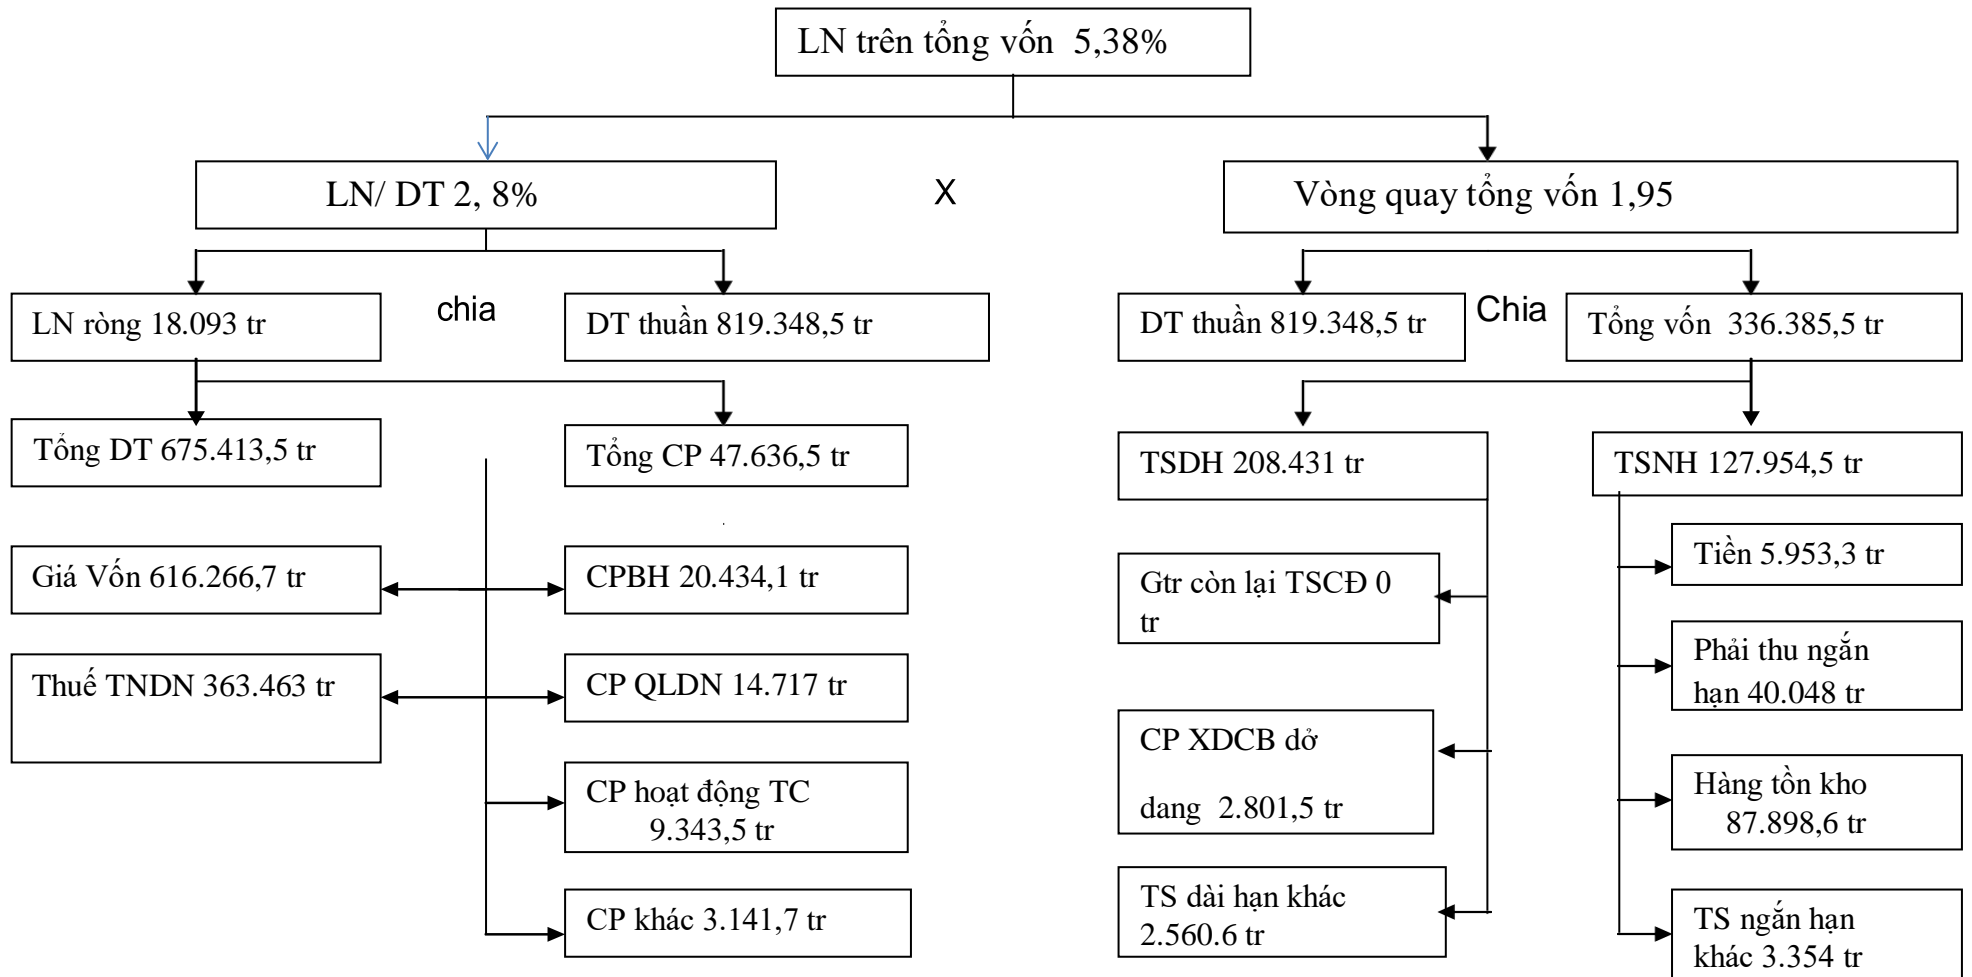 LN trên tổng vốn 5,38%
LN/ DT 2, 8%
X
Vòng quay tổng vốn 1,95
LN ròng 18.093 tr
chia
DT thuần 819.348,5 tr
DT thuần 819.348,5 tr
Chia
Tổng vốn 336.385,5 tr
Tổng DT 675.413,5 tr
Tổng CP 47.636,5 tr
TSDH 208.431 tr
TSNH 127.954,5 tr
Giá Vốn 616.266,7 tr
CPBH 20.434,1 tr
Gtr còn lại TSCĐ 0
tr
Tiền 5.953,3 tr
Thuế TNDN 363.463 tr
CP QLDN 14.717 tr
Phải thu ngắn
hạn 40.048 tr
CP hoạt động TC
9.343,5 tr
CP XDCB dở
dang 2.801,5 tr
Hàng tồn kho
87.898,6 tr
CP khác 3.141,7 tr
TS dài hạn khác
2.560.6 tr
TS ngắn hạn
khác 3.354 tr